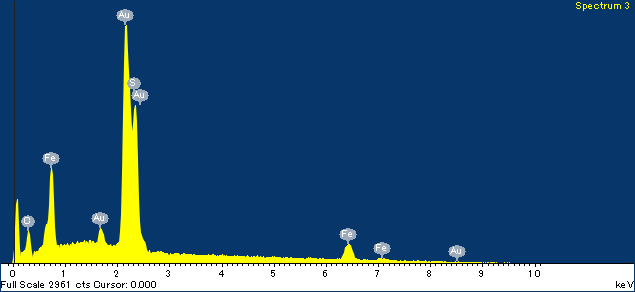 Spectrum 3
Au
S
Au
Fe
Au
Fe
Fe
Au
0 1 2 3 4 5 6 7 8 9 10
Full Scale 2961 cts Cursor: 0.000 keV